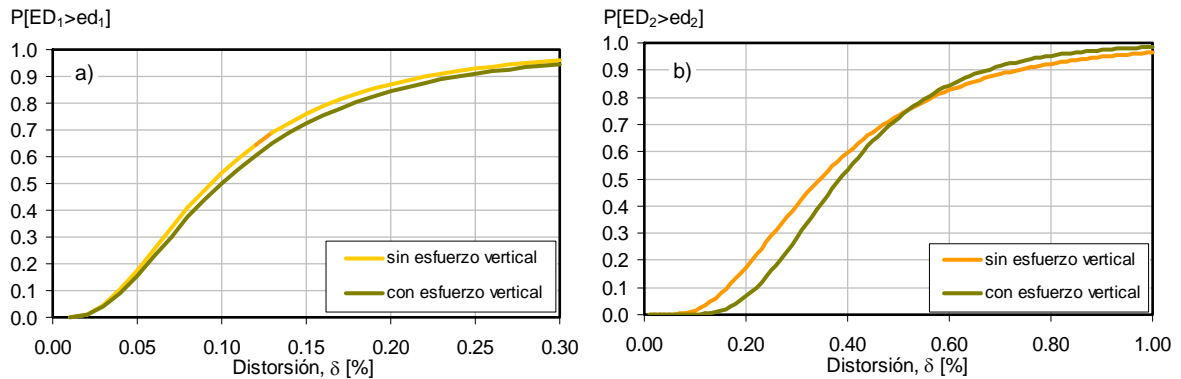 P[ED₁>ed₁]
1.0
0.9
0.8
0.7
0.6
0.5
0.4
0.3
0.2
0.1
0.0
a)
sin esfuerzo vertical
con esfuerzo vertical
0.00 0.05 0.10 0.15 0.20 0.25 0.30
Distorsión, δ [%]
P[ED₂>ed₂]
1.0
0.9
0.8
0.7
0.6
0.5
0.4
0.3
0.2
0.1
0.0
b)
sin esfuerzo vertical
con esfuerzo vertical
0.00 0.20 0.40 0.60 0.80 1.00
Distorsión, δ [%]